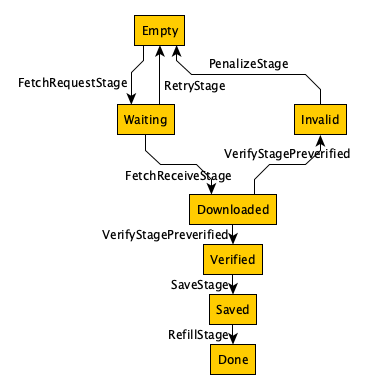 Empty
PenalizeStage
FetchRequestStage
RetryStage
Waiting
Invalid
VerifyStagePreverified
FetchReceiveStage
Downloaded
VerifyStagePreverified
Verified
SaveStage
Saved
RefillStage
Done